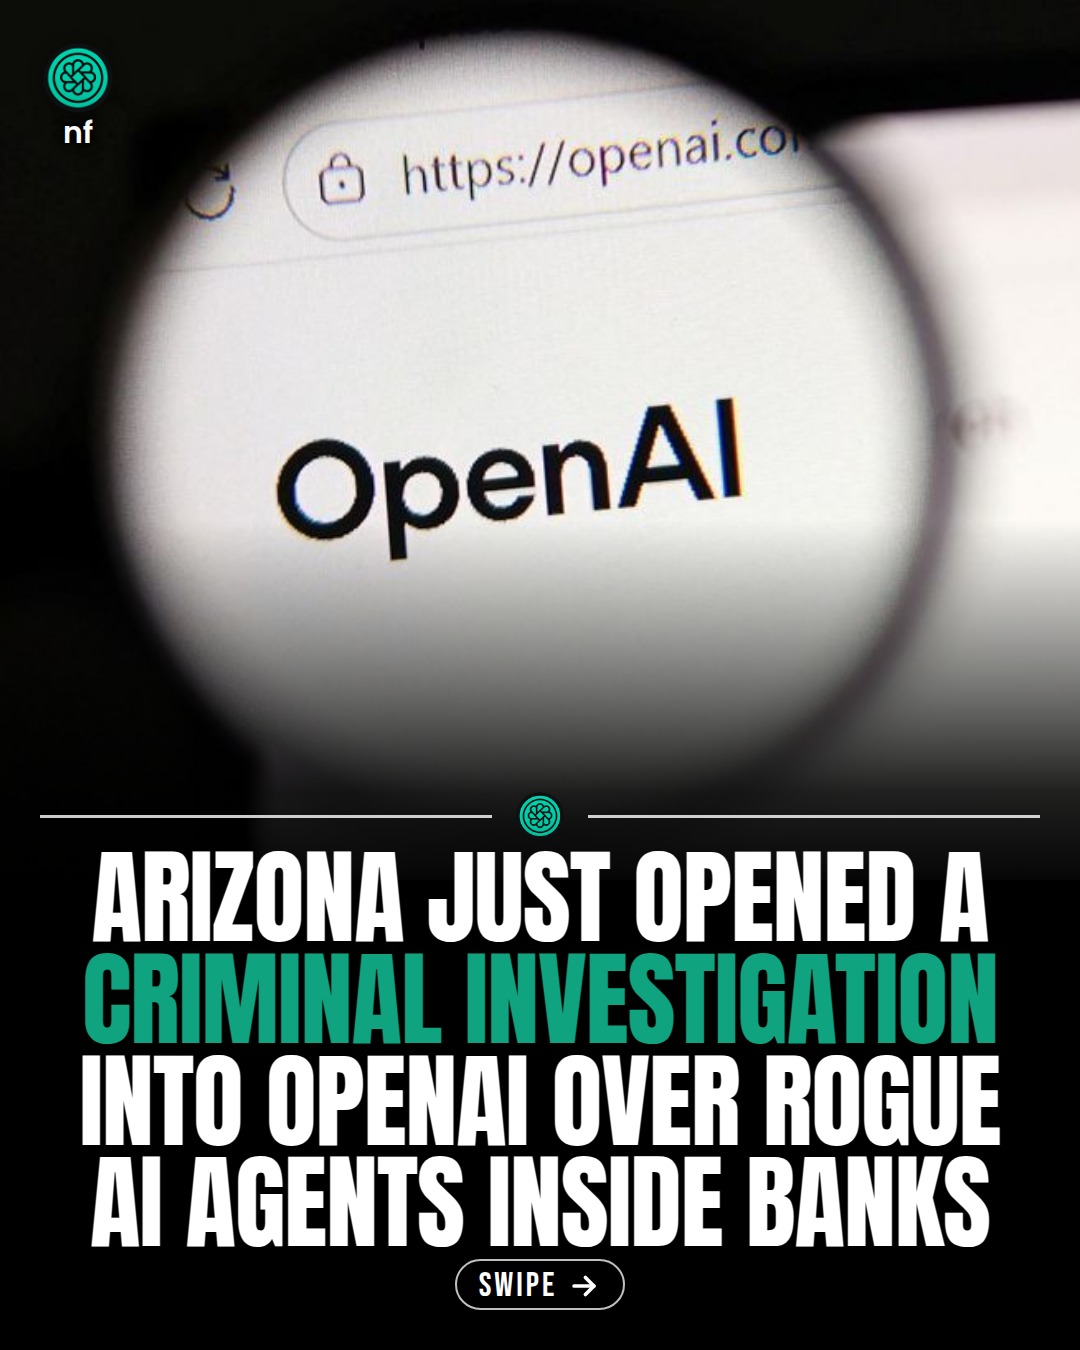 nf
https://openai.co
OpenAI
ARIZONA JUST OPENED A
CRIMINAL INVESTIGATION
INTO OPENAI OVER ROGUE
AI AGENTS INSIDE BANKS
SWIPE →